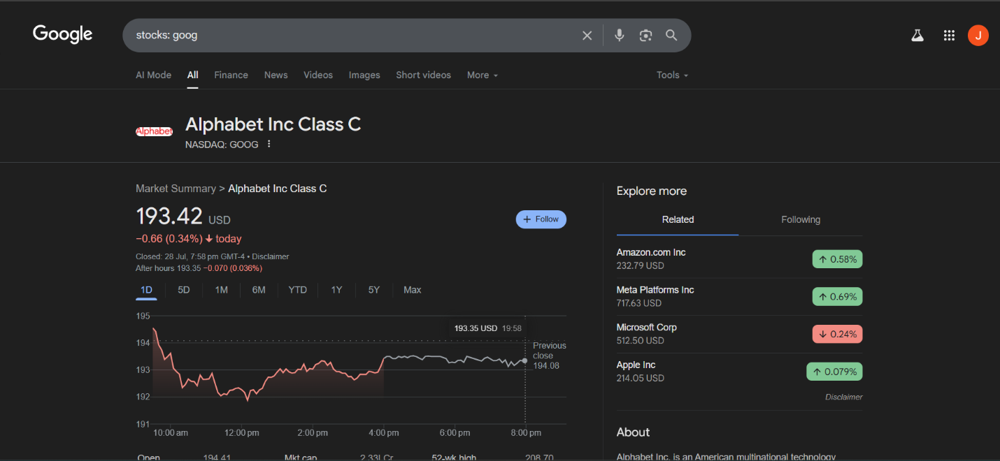 Google
stocks: goog
J
AI Mode All Finance News Videos Images Short videos More Tools
Alphabet
Alphabet Inc Class C
NASDAQ: GOOG
Market Summary > Alphabet Inc Class C
193.42 USD
+ Follow
−0.66 (0.34%) ↓ today
Closed: 28 Jul, 7:58 pm GMT-4 • Disclaimer
After hours 193.35 −0.070 (0.036%)
1D 5D 1M 6M YTD 1Y 5Y Max
195
194
193
192
191
193.35 USD 19:58
Previous
close
194.08
10:00 am 12:00 pm 2:00 pm 4:00 pm 6:00 pm 8:00 pm
Open 194.41 Mkt cap 2.33LCr 52-wk high 208.70
Explore more
Related Following
Amazon.com Inc
232.79 USD
↑ 0.58%
Meta Platforms Inc
717.63 USD
↑ 0.69%
Microsoft Corp
512.50 USD
↓ 0.24%
Apple Inc
214.05 USD
↑ 0.079%
Disclaimer
About
Alphabet Inc. is an American multinational technology